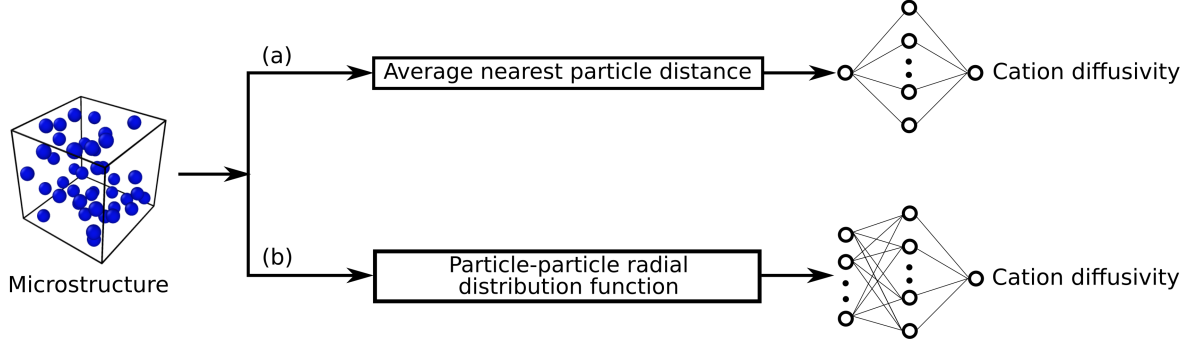 (a)
Average nearest particle distance
Cation diffusivity
Microstructure
(b)
Particle-particle radial
distribution function
Cation diffusivity